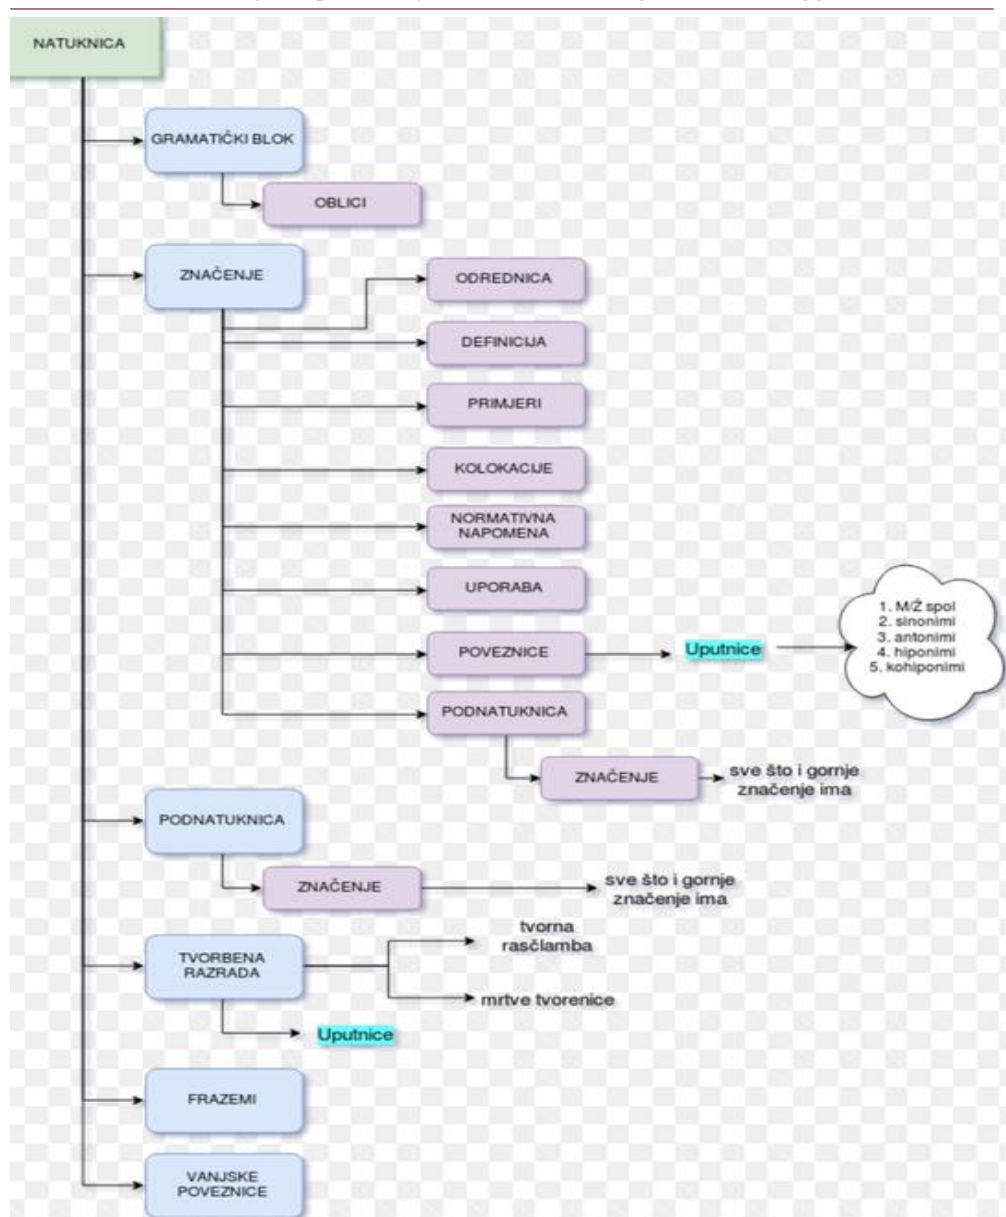 NATUKNICA
GRAMATIČKI BLOK
OBLICI
ZNAČENJE
ODREDNICA
DEFINICIJA
PRIMJERI
KOLOKACIJE
NORMATIVNA
NAPOMENA
UPORABA
POVEZNICE
Uputnice
1. M/Ž spol
2. sinonimi
3. antonimi
4. hiponimi
5. kohiponimi
PODNATUKNICA
ZNAČENJE
sve što i gornje
značenje ima
PODNATUKNICA
ZNAČENJE
sve što i gornje
značenje ima
TVORBENA
RAZRADA
tvorna
rasčlamba
mrtve tvorenice
Uputnice
FRAZEMI
VANJSKE
POVEZNICE